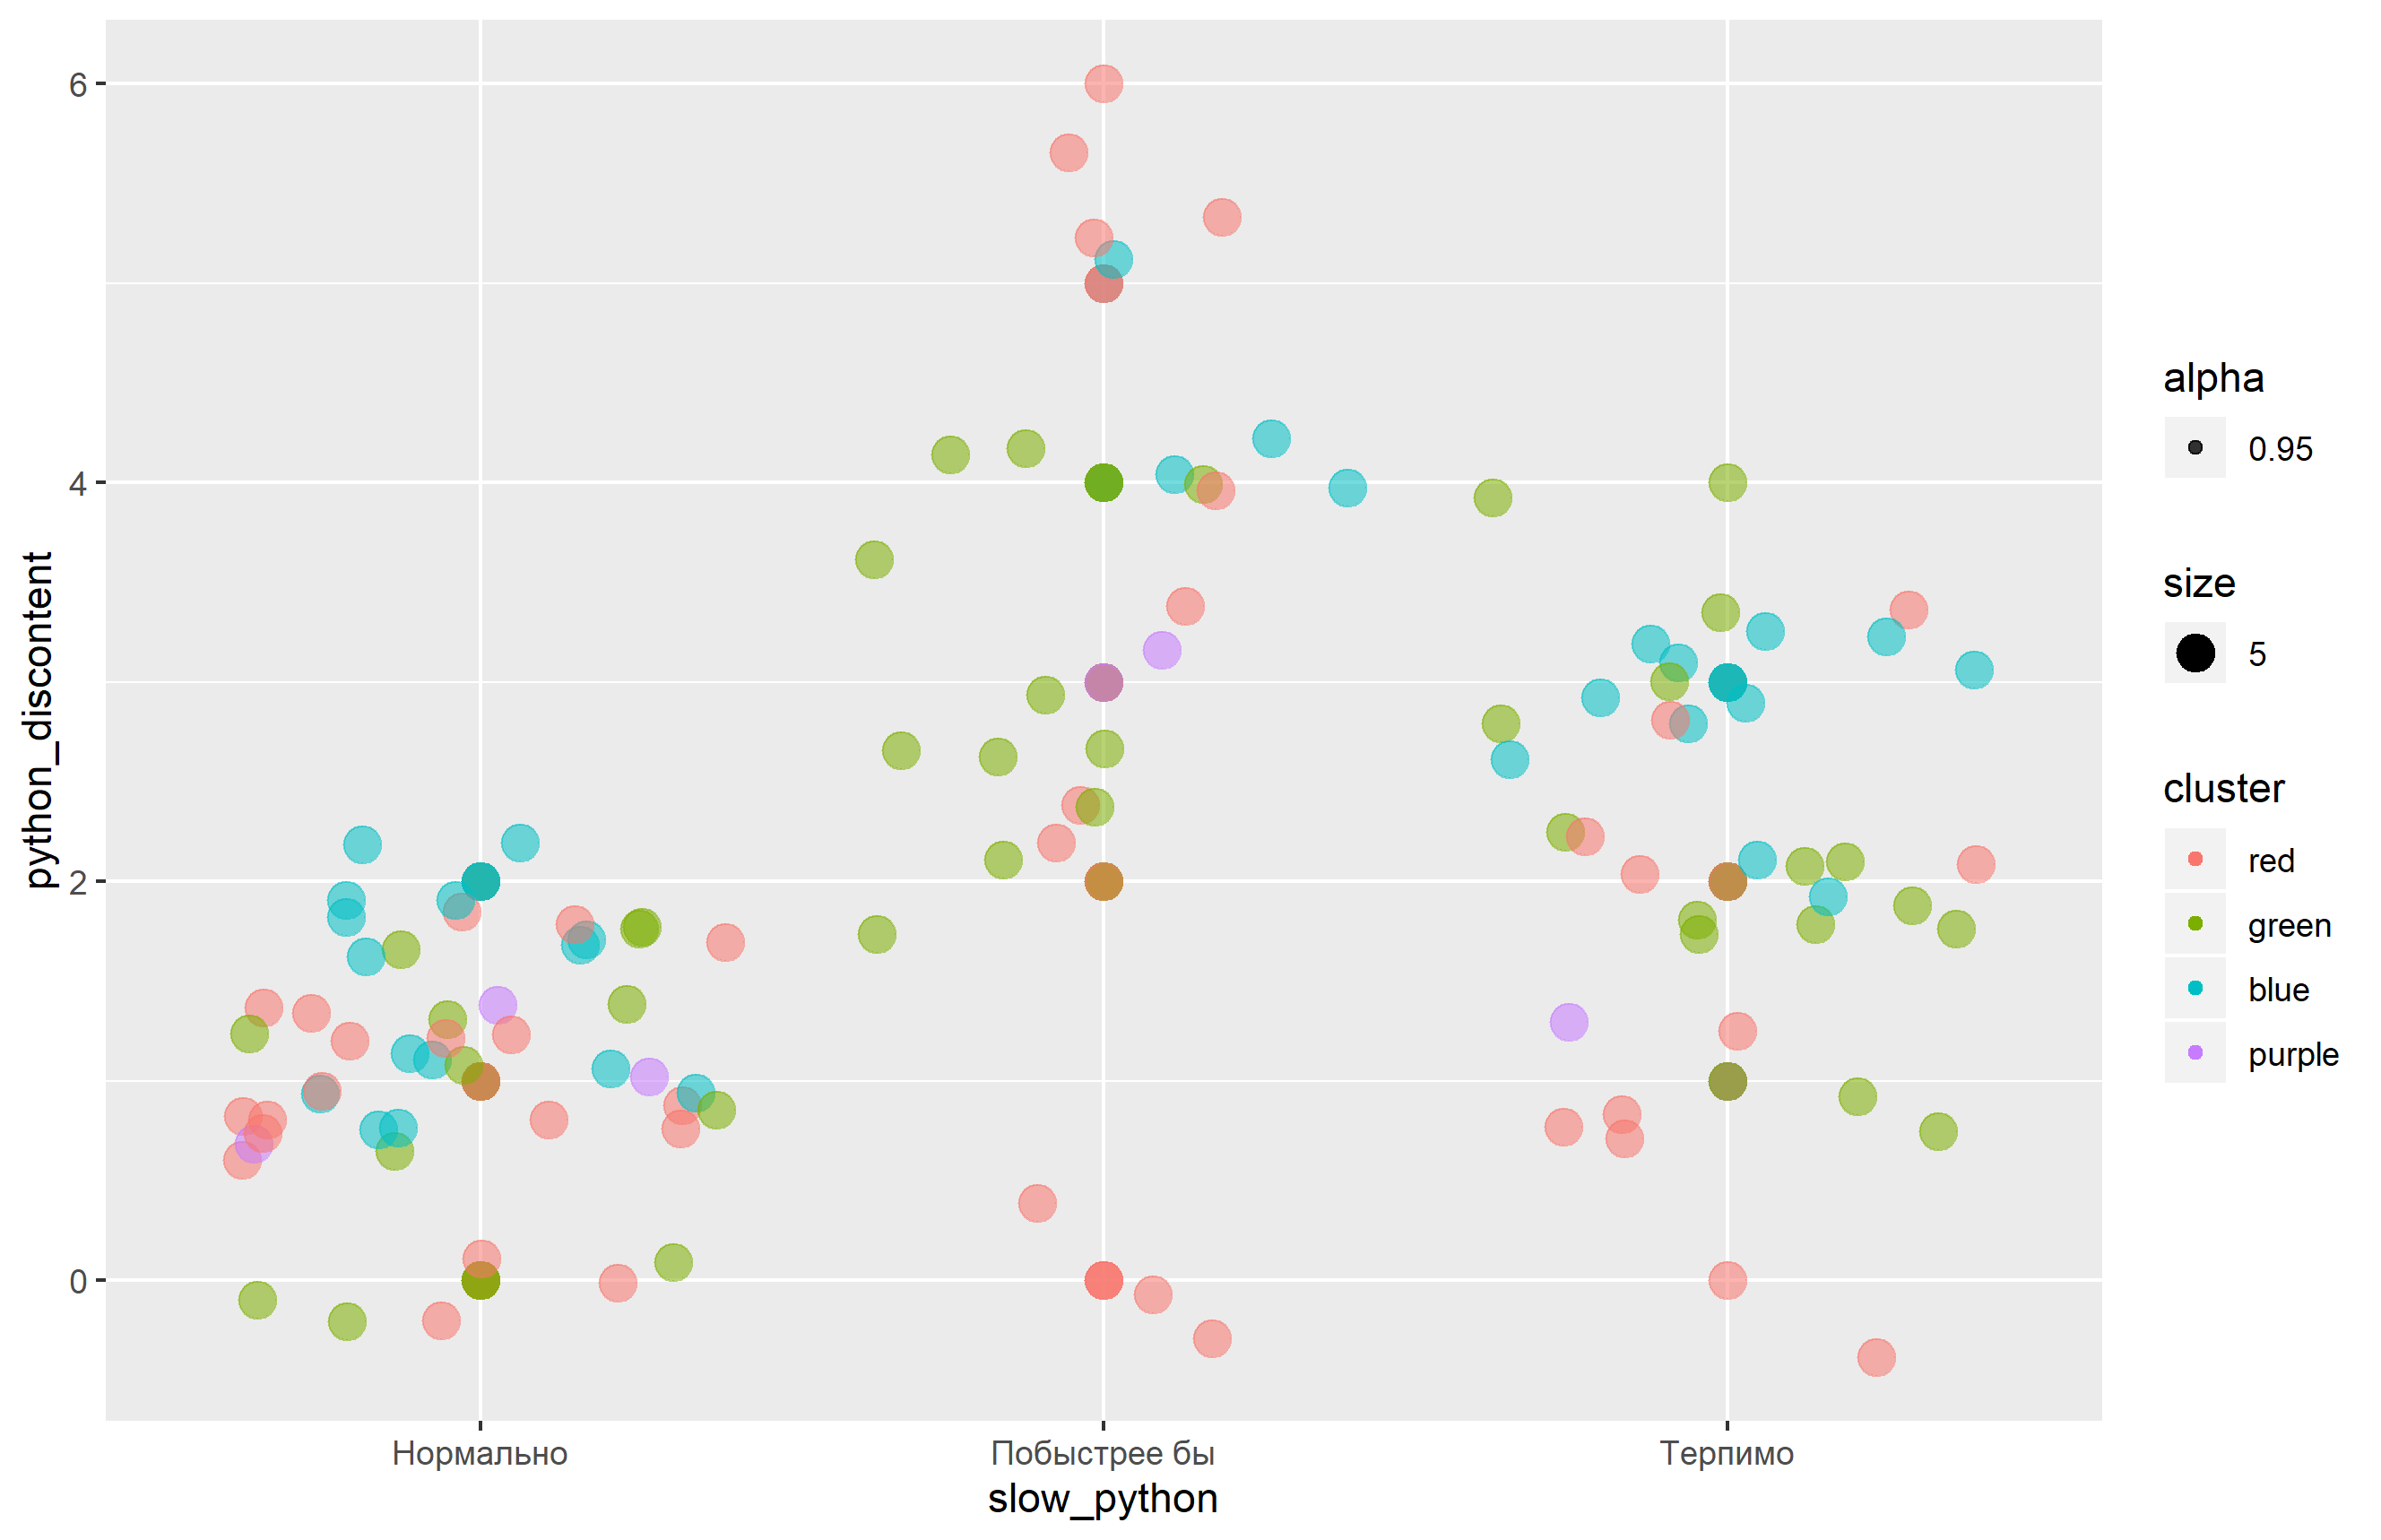 python_discontent
6
4
2
0
Нормально
Побыстрее бы
Терпимо
slow_python
alpha
0.95
size
5
cluster
red
green
blue
purple